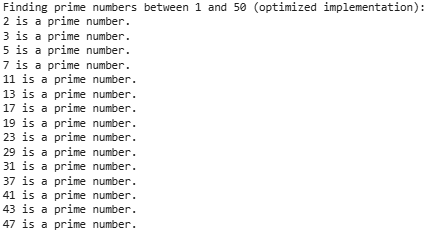 Finding prime numbers between 1 and 50 (optimized implementation):
2 is a prime number.
3 is a prime number.
5 is a prime number.
7 is a prime number.
11 is a prime number.
13 is a prime number.
17 is a prime number.
19 is a prime number.
23 is a prime number.
29 is a prime number.
31 is a prime number.
37 is a prime number.
41 is a prime number.
43 is a prime number.
47 is a prime number.